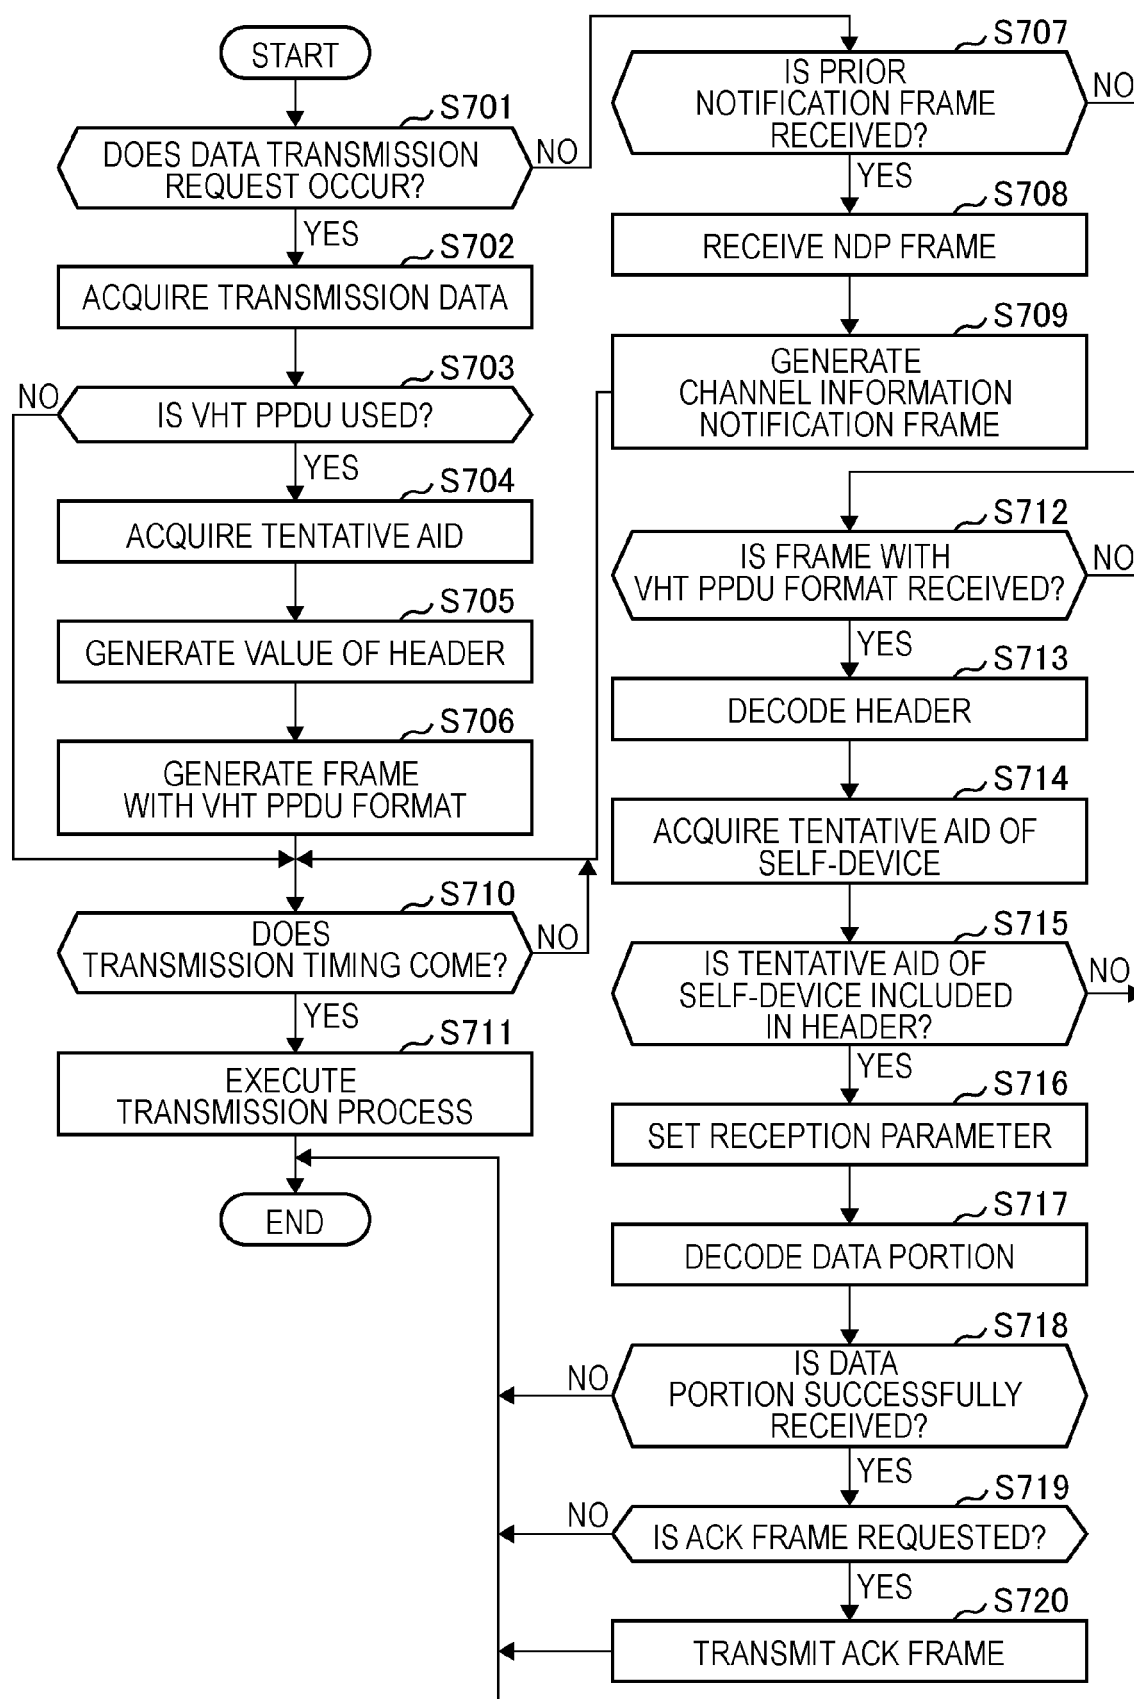 START
S701
DOES DATA TRANSMISSION
REQUEST OCCUR?
NO
YES
S702
ACQUIRE TRANSMISSION DATA
S703
NO
IS VHT PPDU USED?
YES
S704
ACQUIRE TENTATIVE AID
S705
GENERATE VALUE OF HEADER
S706
GENERATE FRAME
WITH VHT PPDU FORMAT
S710
DOES
TRANSMISSION TIMING COME?
NO
YES
S711
EXECUTE
TRANSMISSION PROCESS
END
S707
IS PRIOR
NOTIFICATION FRAME
RECEIVED?
NO
YES
S708
RECEIVE NDP FRAME
S709
GENERATE
CHANNEL INFORMATION
NOTIFICATION FRAME
S712
IS FRAME WITH
VHT PPDU FORMAT RECEIVED?
NO
YES
S713
DECODE HEADER
S714
ACQUIRE TENTATIVE AID OF
SELF-DEVICE
S715
IS TENTATIVE AID OF
SELF-DEVICE INCLUDED
IN HEADER?
NO
YES
S716
SET RECEPTION PARAMETER
S717
DECODE DATA PORTION
S718
IS DATA
PORTION SUCCESSFULLY
RECEIVED?
NO
YES
S719
NO
IS ACK FRAME REQUESTED?
YES
S720
TRANSMIT ACK FRAME